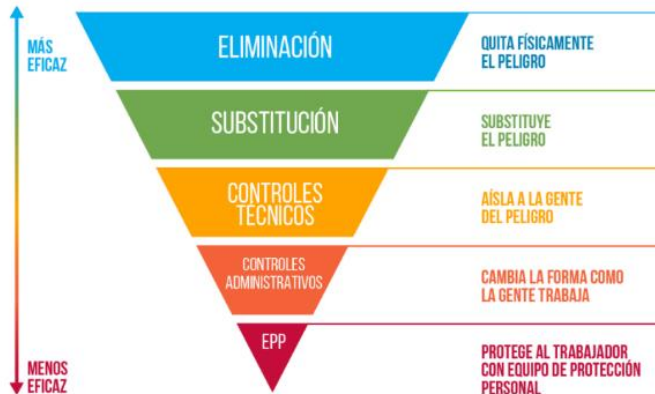 MÁS
EFICAZ
ELIMINACIÓN
QUITA FÍSICAMENTE
EL PELIGRO
SUBSTITUCIÓN
SUBSTITUYE
EL PELIGRO
CONTROLES
TÉCNICOS
AÍSLA A LA GENTE
DEL PELIGRO
CONTROLES
ADMINISTRATIVOS
CAMBIA LA FORMA COMO
LA GENTE TRABAJA
EPP
PROTEGE AL TRABAJADOR
CON EQUIPO DE PROTECCIÓN
PERSONAL
MENOS
EFICAZ